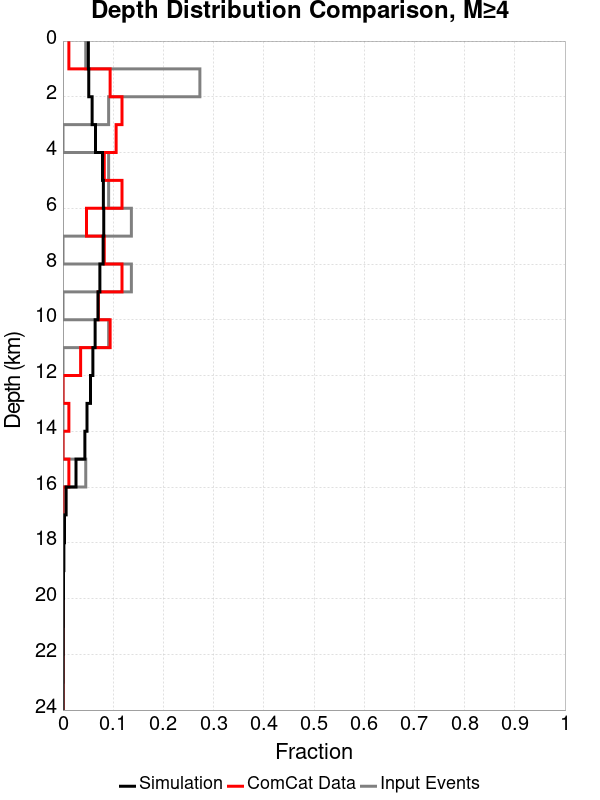 Depth Distribution Comparison, M≥4
0
2
4
6
8
10
12
14
16
18
20
22
24
Depth (km)
0 0.1 0.2 0.3 0.4 0.5 0.6 0.7 0.8 0.9 1
Fraction
Simulation ComCat Data Input Events